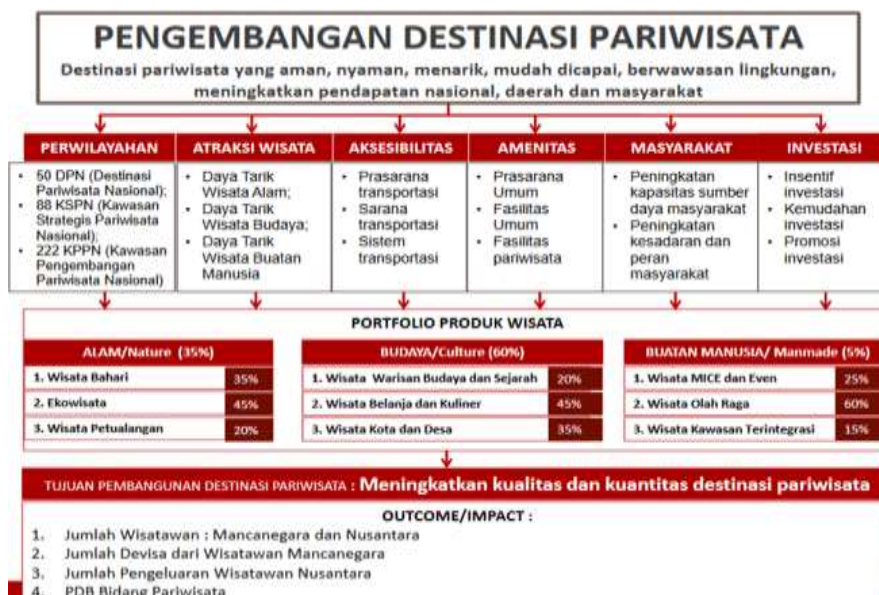 PENGEMBANGAN DESTINASI PARIWISATA
Destinasi pariwisata yang aman, nyaman, menarik, mudah dicapai, berwawasan lingkungan,
meningkatkan pendapatan nasional, daerah dan masyarakat
PERWILAYAHAN
• 50 DPN (Destinasi
Pariwisata Nasional);
• 88 KSPN (Kawasan
Strategis Pariwisata
Nasional);
• 222 KPPN (Kawasan
Pengembangan
Pariwisata Nasional)
ATRAKSI WISATA
• Daya Tarik
Wisata Alam;
• Daya Tarik
Wisata Budaya;
• Daya Tarik
Wisata Buatan
Manusia
AKSESIBILITAS
• Prasarana
transportasi
• Sarana
transportasi
• Sistem
transportasi
AMENITAS
• Prasarana
Umum
• Fasilitas
Umum
• Fasilitas
pariwisata
MASYARAKAT
• Peningkatan
kapasitas sumber
daya masyarakat
• Peningkatan
kesadaran dan
peran
masyarakat
INVESTASI
• Insentif
investasi
• Kemudahan
investasi
• Promosi
investasi
PORTFOLIO PRODUK WISATA
ALAM/Nature (35%)
1. Wisata Bahari 35%
2. Ekowisata 45%
3. Wisata Petualangan 20%
BUDAYA/Culture (60%)
1. Wisata Warisan Budaya dan Sejarah 20%
2. Wisata Belanja dan Kuliner 45%
3. Wisata Kota dan Desa 35%
BUATAN MANUSIA/ Manmade (5%)
1. Wisata MICE dan Even 25%
2. Wisata Olah Raga 60%
3. Wisata Kawasan Terintegrasi 15%
TUJUAN PEMBANGUNAN DESTINASI PARIWISATA : Meningkatkan kualitas dan kuantitas destinasi pariwisata
OUTCOME/IMPACT :
1. Jumlah Wisatawan : Mancanegara dan Nusantara
2. Jumlah Devisa dari Wisatawan Mancanegara
3. Jumlah Pengeluaran Wisatawan Nusantara
4. PDB Bidang Pariwisata